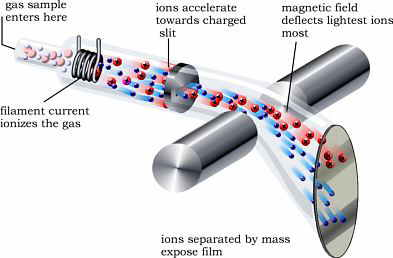 gas sample
enters here
ions accelerate
towards charged
slit
magnetic field
deflects lightest ions
most
filament current
ionizes the gas
ions separated by mass
expose film